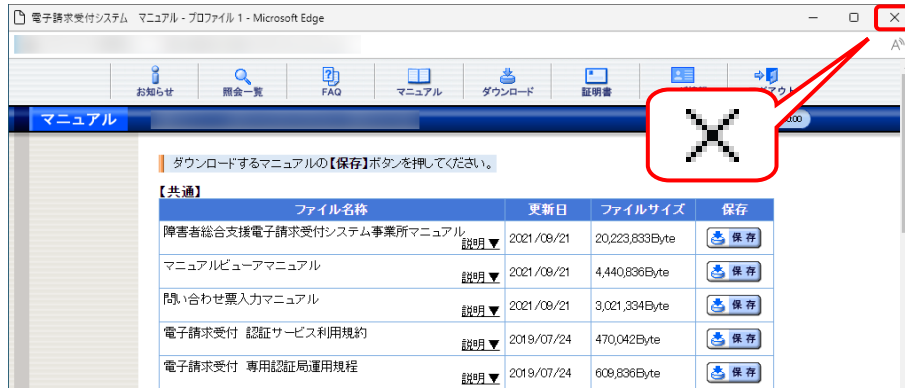 電子請求受付システム マニュアル - プロファイル 1 - Microsoft Edge
お知らせ 照会一覧 FAQ マニュアル ダウンロード 証明書
マニュアル
ダウンロードするマニュアルの【保存】ボタンを押してください。
【共通】
ファイル名称 更新日 ファイルサイズ 保存
障害者総合支援電子請求受付システム事業所マニュアル 説明▼ 2021/09/21 20,223,833Byte 保存
マニュアルビューアマニュアル 説明▼ 2021/09/21 4,440,836Byte 保存
問い合わせ票入力マニュアル 説明▼ 2021/09/21 3,021,334Byte 保存
電子請求受付 認証サービス利用規約 説明▼ 2019/07/24 470,042Byte 保存
電子請求受付 専用認証局運用規程 説明▼ 2019/07/24 609,836Byte 保存